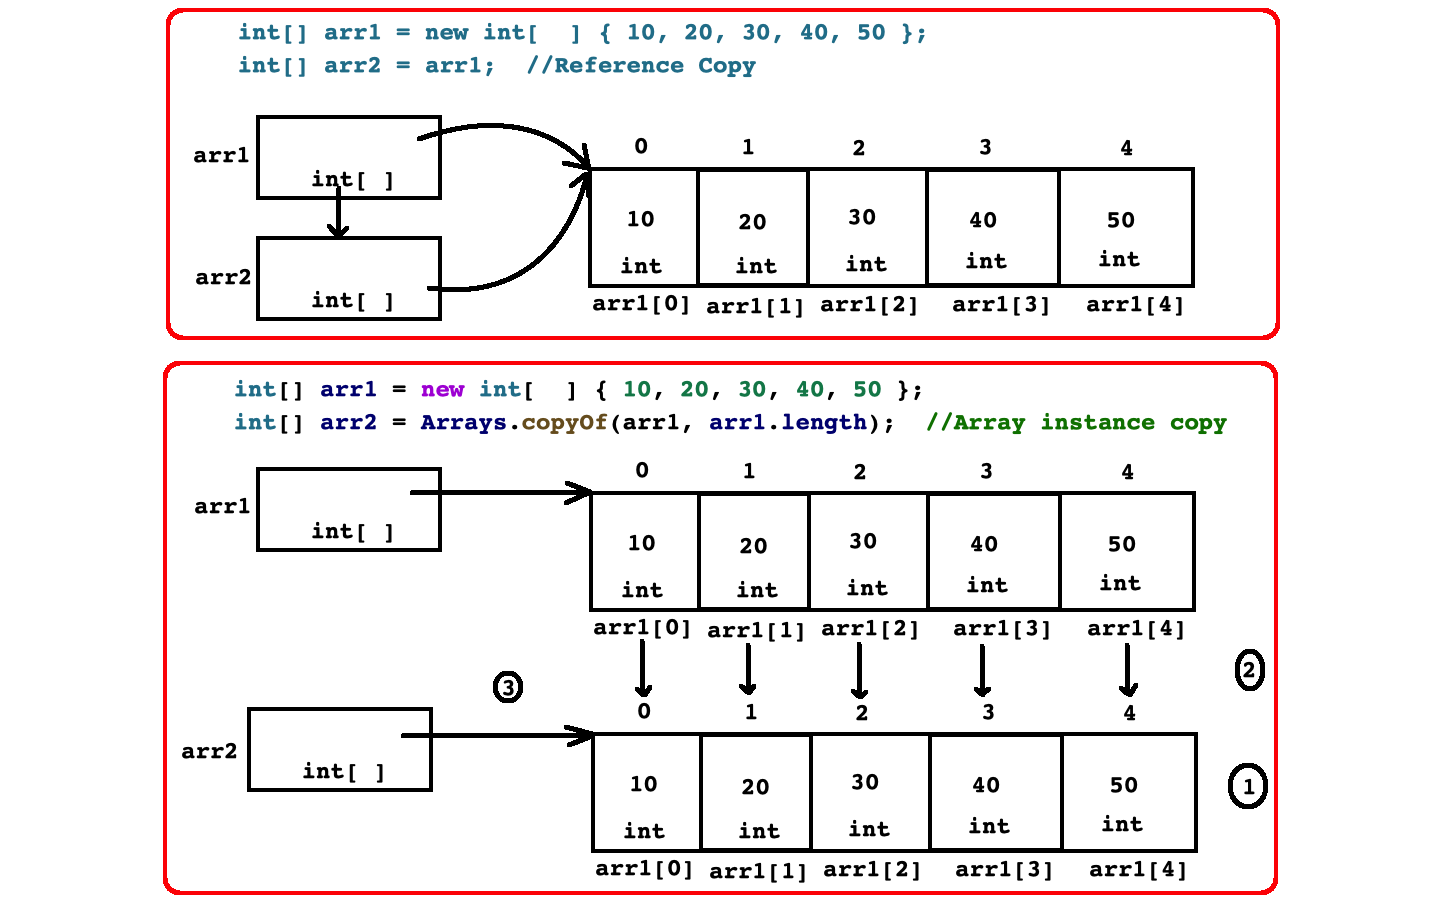 int[] arr1 = new int[  ] { 10, 20, 30, 40, 50 };
int[] arr2 = arr1;  //Reference Copy
0 1 2 3 4
arr1
int[ ]
10 20 30 40 50
int int int int int
arr2
int[ ]
arr1[0] arr1[1] arr1[2] arr1[3] arr1[4]
int[] arr1 = new int[  ] { 10, 20, 30, 40, 50 };
int[] arr2 = Arrays.copyOf(arr1, arr1.length);  //Array instance copy
0 1 2 3 4
arr1
int[ ]
10 20 30 40 50
int int int int int
arr1[0] arr1[1] arr1[2] arr1[3] arr1[4]
2
3
0 1 2 3 4
arr2
int[ ]
10 20 30 40 50
1
int int int int int
arr1[0] arr1[1] arr1[2] arr1[3] arr1[4]